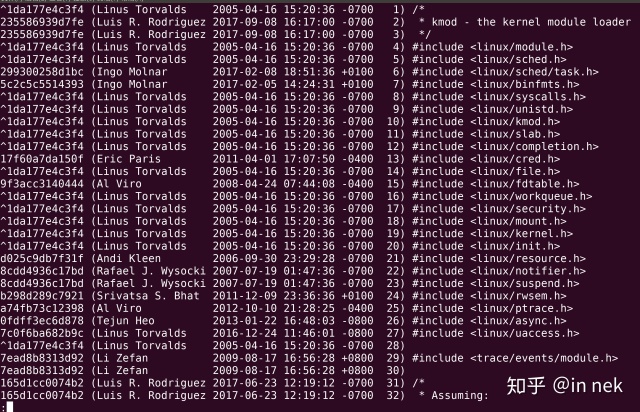 ^1da177e4c3f4 (Linus Torvalds    2005-04-16 15:20:36 -0700  1) /*
235586939d7fe (Luis R. Rodriguez 2017-09-08 16:17:00 -0700  2)  * kmod - the kernel module loader
235586939d7fe (Luis R. Rodriguez 2017-09-08 16:17:00 -0700  3)  */
^1da177e4c3f4 (Linus Torvalds    2005-04-16 15:20:36 -0700  4) #include <linux/module.h>
^1da177e4c3f4 (Linus Torvalds    2005-04-16 15:20:36 -0700  5) #include <linux/sched.h>
299300258d1bc (Ingo Molnar       2017-02-08 18:51:36 +0100  6) #include <linux/sched/task.h>
5c2c5c5514393 (Ingo Molnar       2017-02-05 14:24:31 +0100  7) #include <linux/binfmts.h>
^1da177e4c3f4 (Linus Torvalds    2005-04-16 15:20:36 -0700  8) #include <linux/syscalls.h>
^1da177e4c3f4 (Linus Torvalds    2005-04-16 15:20:36 -0700  9) #include <linux/unistd.h>
^1da177e4c3f4 (Linus Torvalds    2005-04-16 15:20:36 -0700 10) #include <linux/kmod.h>
^1da177e4c3f4 (Linus Torvalds    2005-04-16 15:20:36 -0700 11) #include <linux/slab.h>
^1da177e4c3f4 (Linus Torvalds    2005-04-16 15:20:36 -0700 12) #include <linux/completion.h>
17f60a7da150f (Eric Paris        2011-04-01 17:07:50 -0400 13) #include <linux/cred.h>
^1da177e4c3f4 (Linus Torvalds    2005-04-16 15:20:36 -0700 14) #include <linux/file.h>
9f3acc3140444 (Al Viro           2008-04-24 07:44:08 -0400 15) #include <linux/fdtable.h>
^1da177e4c3f4 (Linus Torvalds    2005-04-16 15:20:36 -0700 16) #include <linux/workqueue.h>
^1da177e4c3f4 (Linus Torvalds    2005-04-16 15:20:36 -0700 17) #include <linux/security.h>
^1da177e4c3f4 (Linus Torvalds    2005-04-16 15:20:36 -0700 18) #include <linux/mount.h>
^1da177e4c3f4 (Linus Torvalds    2005-04-16 15:20:36 -0700 19) #include <linux/kernel.h>
^1da177e4c3f4 (Linus Torvalds    2005-04-16 15:20:36 -0700 20) #include <linux/init.h>
d025c9db7f31f (Andi Kleen        2006-09-30 23:29:28 -0700 21) #include <linux/resource.h>
8cdd4936c17bd (Rafael J. Wysocki 2007-07-19 01:47:36 -0700 22) #include <linux/notifier.h>
8cdd4936c17bd (Rafael J. Wysocki 2007-07-19 01:47:36 -0700 23) #include <linux/suspend.h>
b298d289c7921 (Srivatsa S. Bhat  2011-12-09 23:36:36 +0100 24) #include <linux/rwsem.h>
a74fb73c12398 (Al Viro           2012-10-10 21:28:25 -0400 25) #include <linux/ptrace.h>
0fdff3ec6d878 (Tejun Heo         2013-01-22 16:48:03 -0800 26) #include <linux/async.h>
7c0f6ba682b9c (Linus Torvalds    2016-12-24 11:46:01 -0800 27) #include <linux/uaccess.h>
^1da177e4c3f4 (Linus Torvalds    2005-04-16 15:20:36 -0700 28)
7ead8b8313d92 (Li Zefan          2009-08-17 16:56:28 +0800 29) #include <trace/events/module.h>
7ead8b8313d92 (Li Zefan          2009-08-17 16:56:28 +0800 30)
165d1cc0074b2 (Luis R. Rodriguez 2017-06-23 12:19:12 -0700 31) /*
165d1cc0074b2 (Luis R. Rodriguez 2017-06-23 12:19:12 -0700 32)  * Assuming:
:
知乎 @in nek